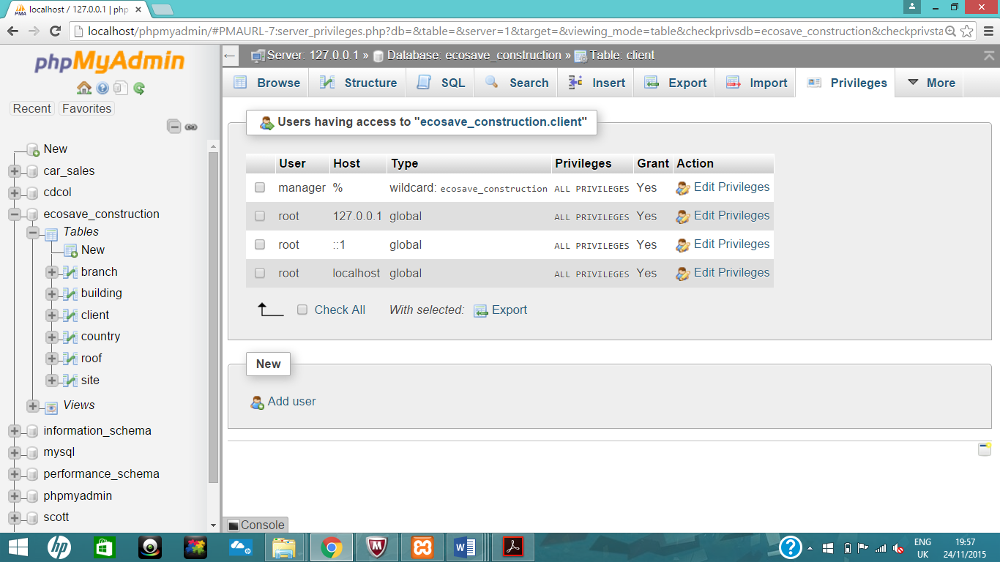 localhost / 127.0.0.1 | php
localhost/phpmyadmin/#PMAURL-7:server_privileges.php?db=&table=&server=1&target=&viewing_mode=table&checkprivsdb=ecosave_construction&checkprivsta
phpMyAdmin
Recent Favorites
New
car_sales
cdcol
ecosave_construction
Tables
New
branch
building
client
country
roof
site
Views
information_schema
mysql
performance_schema
phpmyadmin
scott
Server: 127.0.0.1 » Database: ecosave_construction » Table: client
Browse Structure SQL Search Insert Export Import Privileges More
Users having access to "ecosave_construction.client"
User Host Type Privileges Grant Action
manager % wildcard: ecosave_construction ALL PRIVILEGES Yes Edit Privileges
root 127.0.0.1 global ALL PRIVILEGES Yes Edit Privileges
root ::1 global ALL PRIVILEGES Yes Edit Privileges
root localhost global ALL PRIVILEGES Yes Edit Privileges
Check All With selected: Export
New
Add user
Console
ENG 19:57
UK 24/11/2015